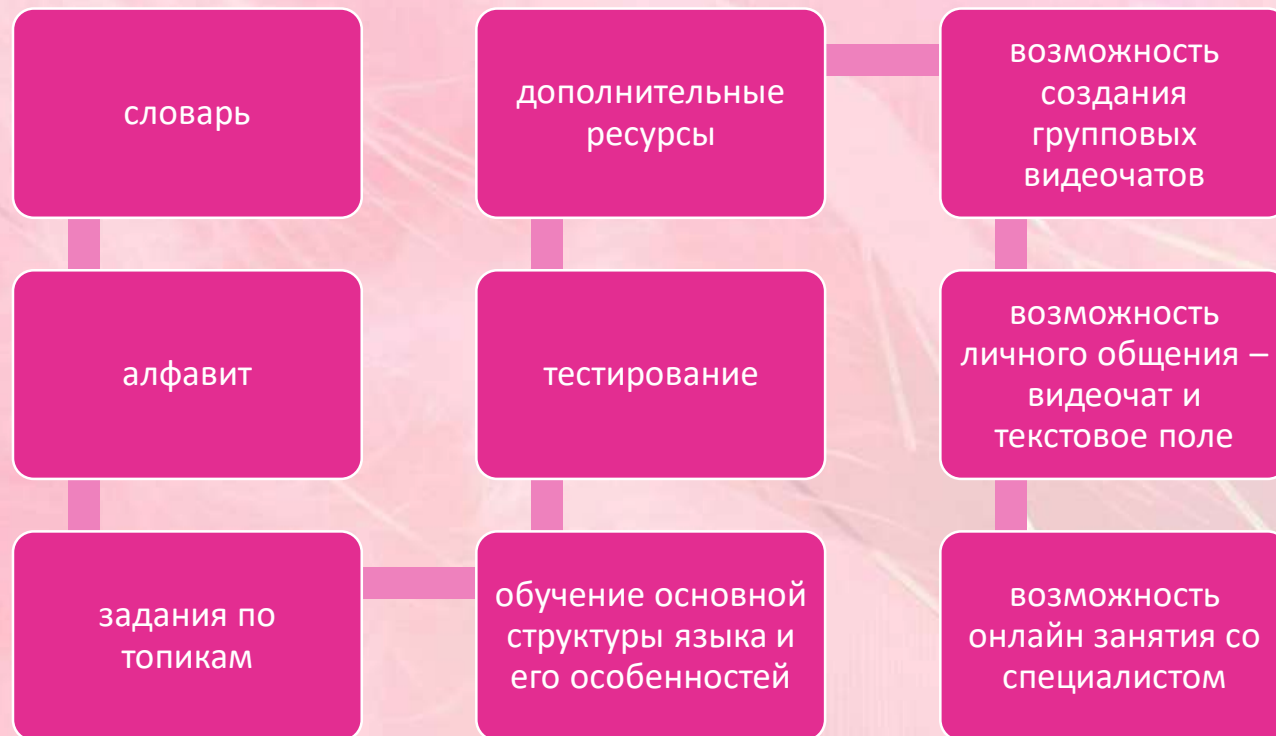 словарь
алфавит
задания по
топикам
обучение основной
структуры языка и
его особенностей
тестирование
дополнительные
ресурсы
возможность
создания
групповых
видеочатов
возможность
личного общения –
видеочат и
текстовое поле
возможность
онлайн занятия со
специалистом